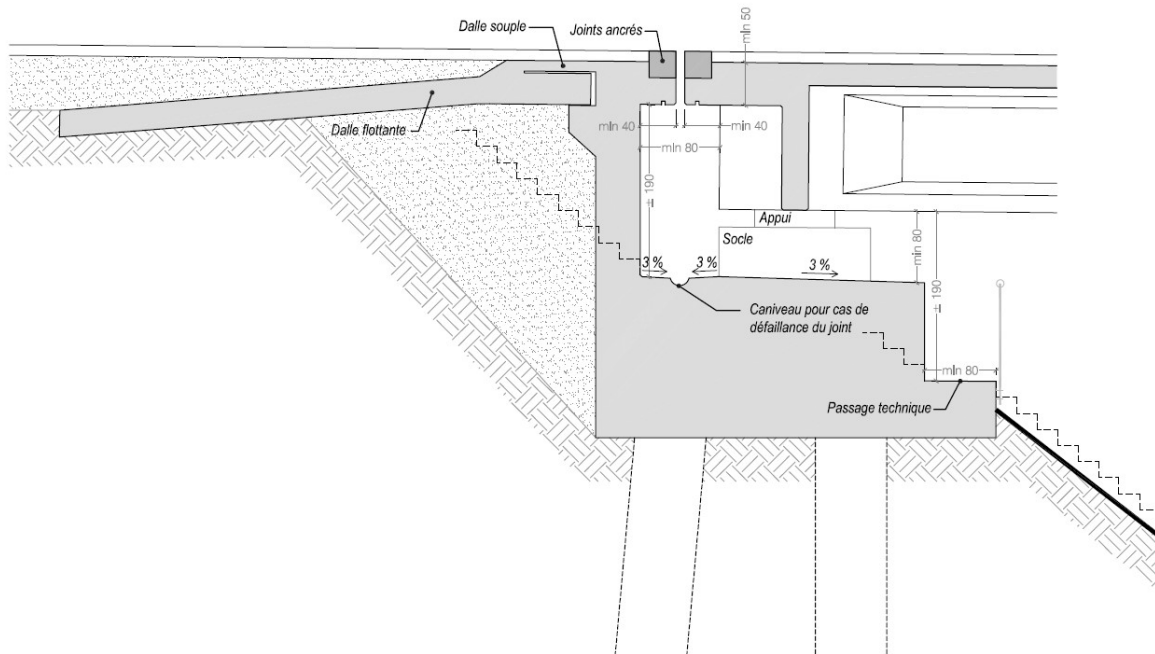 Dalle souple
Joints ancrés
min 50
Dalle flottante
min 40
min 40
min 80
± 190
Appui
Socle
min 80
3 %
3 %
3 %
± 190
Caniveau pour cas de
défaillance du joint
min 80
Passage technique